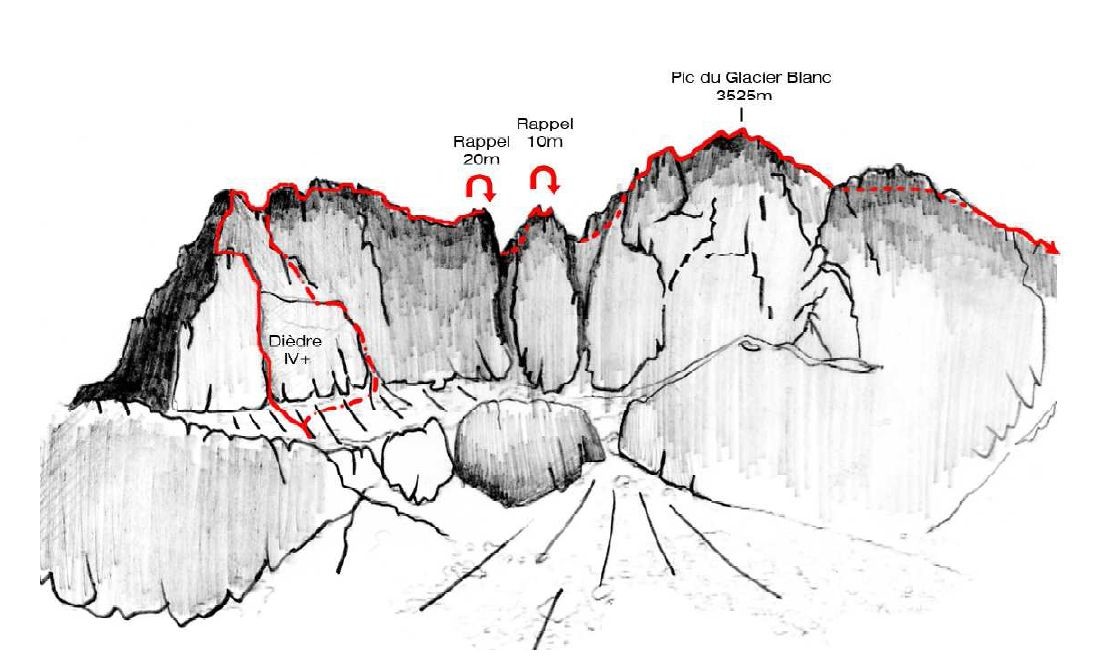 Pic du Glacier Blanc
3525m
Rappel
10m
Rappel
20m
Dièdre
IV+